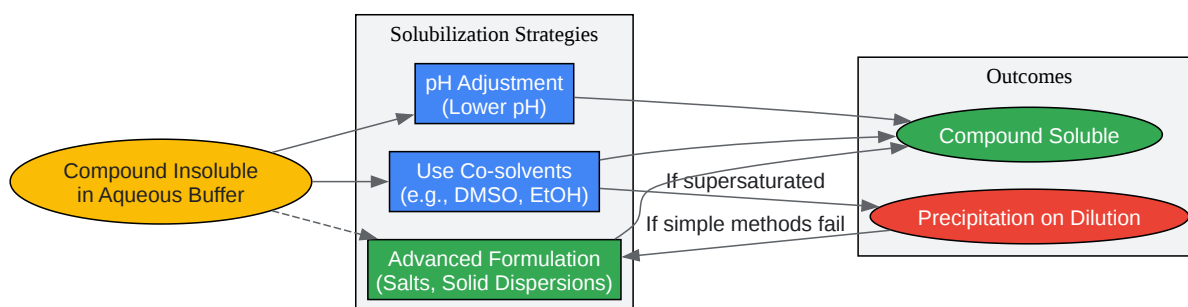 Solubilization Strategies
pH Adjustment
(Lower pH)
Outcomes
Compound Soluble
Compound Insoluble
in Aqueous Buffer
Use Co-solvents
(e.g., DMSO, EtOH)
If supersaturated
If simple methods fail
Precipitation on Dilution
Advanced Formulation
(Salts, Solid Dispersions)